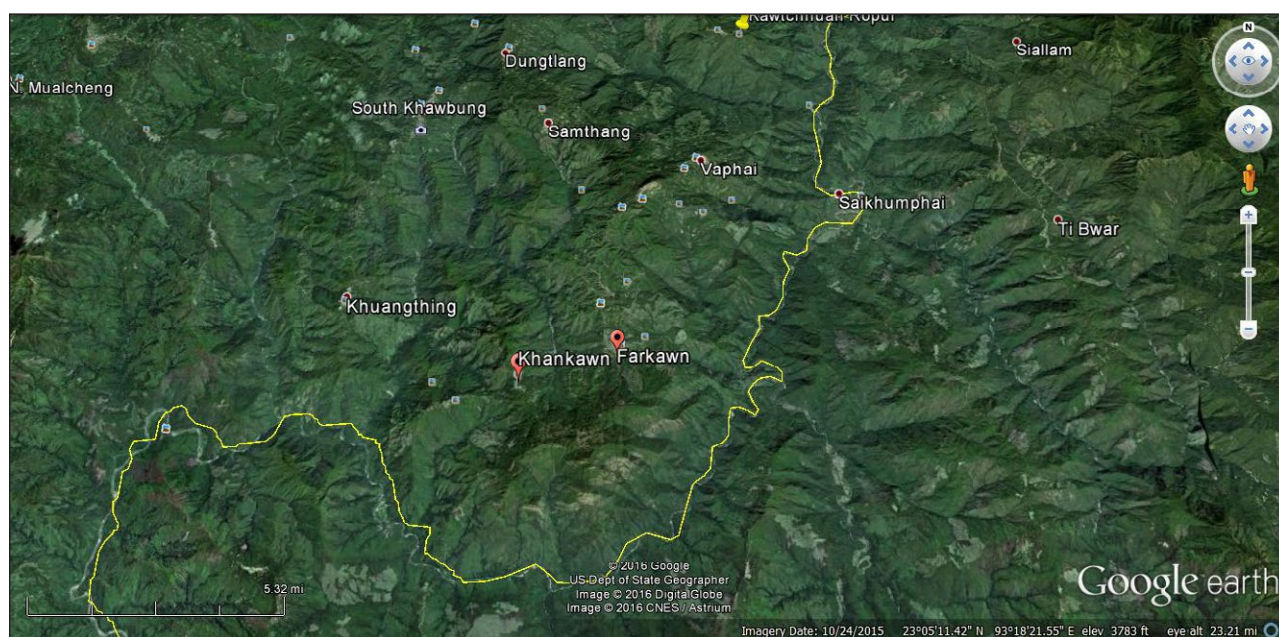 Kawtchhuah Ropui
Siallam
Dungtlang
N. Mualcheng
South Khawbung
Samthang
Vaphai
Saikhumphai
Ti Bwar
Khuangthing
Khankawn
Farkawn
© 2016 Google
US Dept of State Geographer
Image © 2016 DigitalGlobe
Image © 2016 CNES / Astrium
5.32 mi
Google earth
Imagery Date: 10/24/2015 23°05'11.42" N 93°18'21.55" E elev 3783 ft eye alt 23.21 mi
N